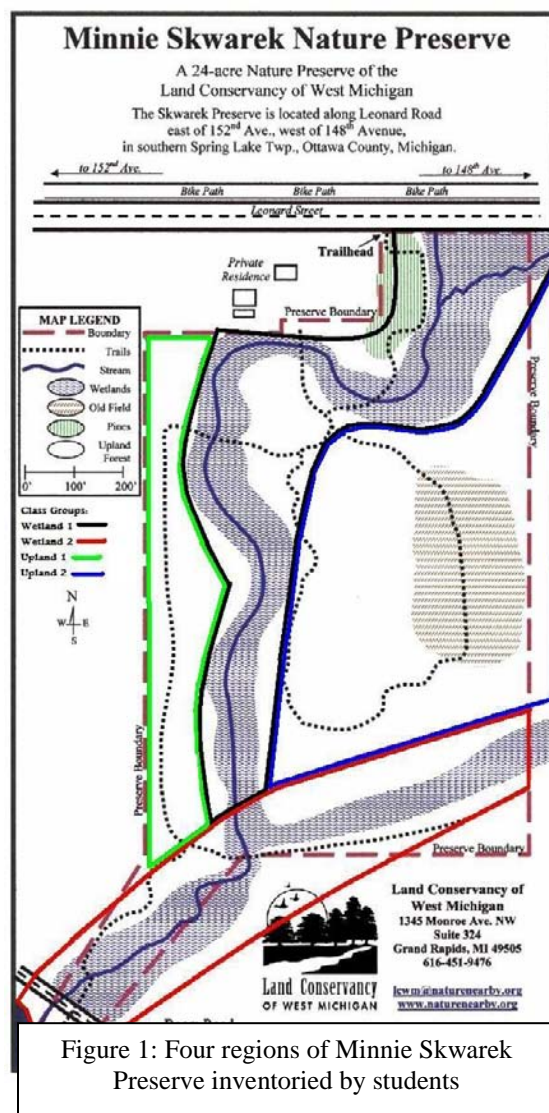 Minnie Skwarek Nature Preserve
A 24-acre Nature Preserve of the
Land Conservancy of West Michigan
The Skwarek Preserve is located along Leonard Road
east of 152nd Ave., west of 148th Avenue,
in southern Spring Lake Twp., Ottawa County, Michigan.
to 152nd Ave.
to 148th Ave.
Bike Path
Bike Path
Bike Path
Leonard Street
Trailhead
Private
Residence
Preserve Boundary
Preserve Boundary
MAP LEGEND
Boundary
Trails
Stream
Wetlands
Old Field
Pines
Upland
Forest
0
100'
200'
Class Groups:
Wetland 1
Wetland 2
Upland 1
Upland 2
N
W
E
S
Preserve Boundary
Preserve Boundary
Land Conservancy of
West Michigan
1345 Monroe Ave. NW
Suite 324
Grand Rapids, MI 49505
616-451-9476
lcwm@naturenearby.org
www.naturenearby.org
Land Conservancy
OF WEST MICHIGAN
Figure 1: Four regions of Minnie Skwarek
Preserve inventoried by students